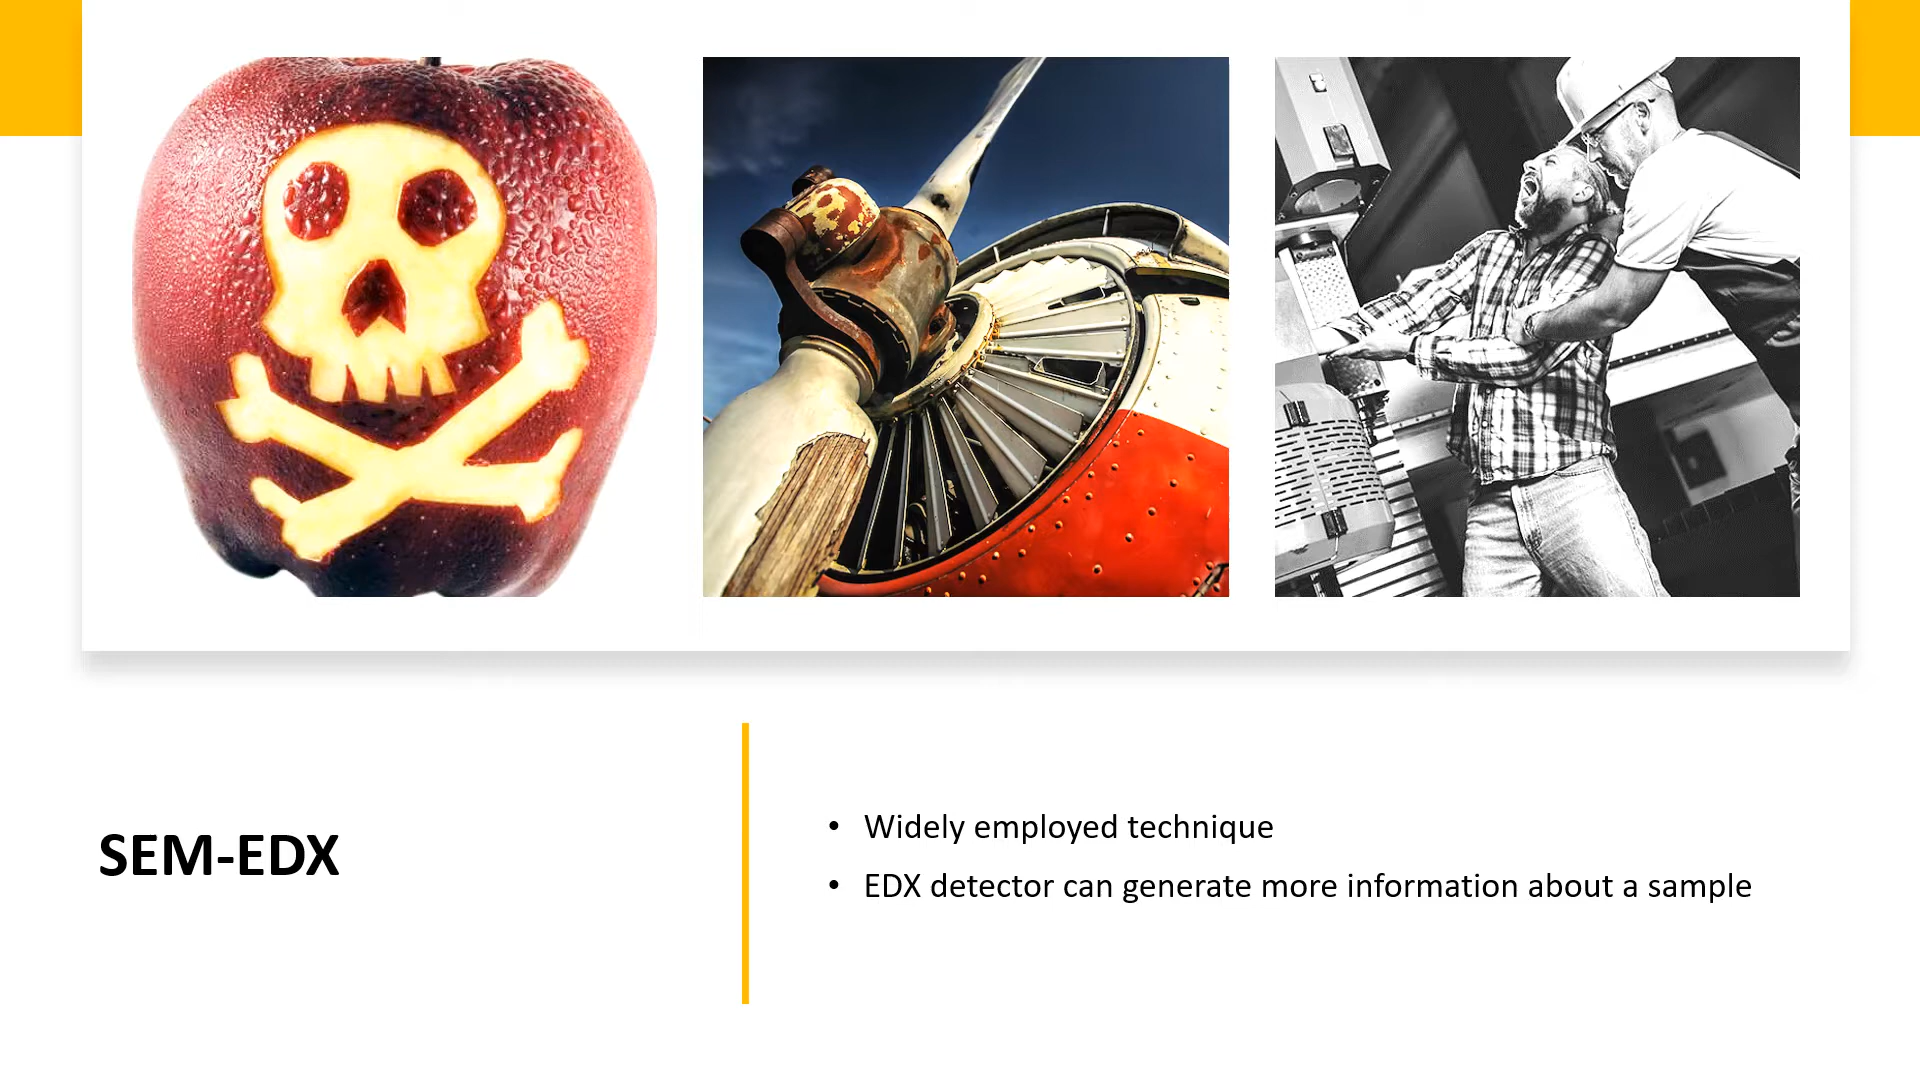 SEM-EDX
• Widely employed technique
• EDX detector can generate more information about a sample